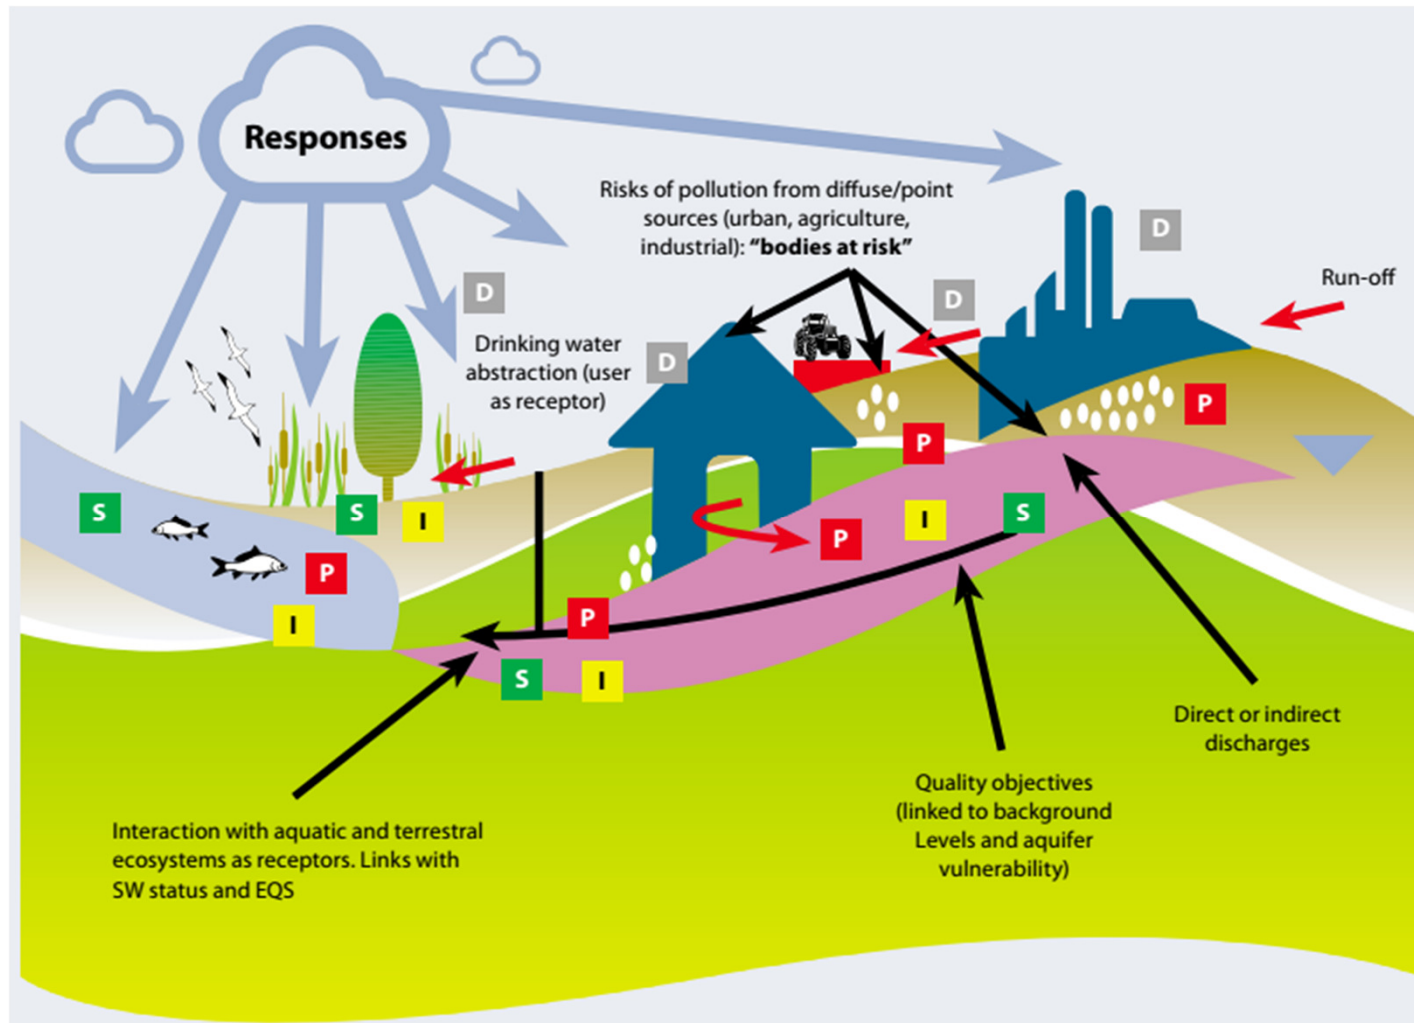 Responses
Risks of pollution from diffuse/point
sources (urban, agriculture,
industrial): “bodies at risk”
D
Run-off
D
D
Drinking water
abstraction (user
as receptor)
D
P
P
S
S
I
I
S
P
P
I
P
S
I
Direct or indirect
discharges
Quality objectives
(linked to background
Levels and aquifer
vulnerability)
Interaction with aquatic and terrestral
ecosystems as receptors. Links with
SW status and EQS